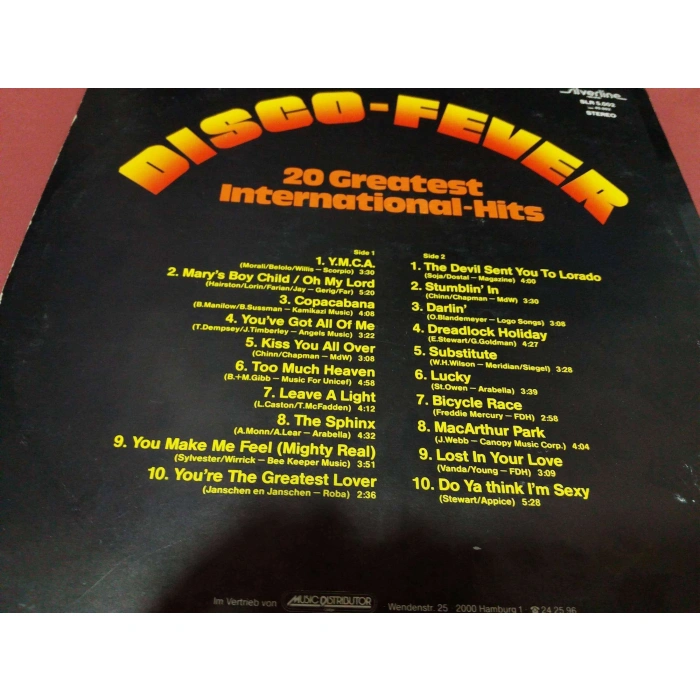 DISCO-FEVER
Silverline
SLR 5.502
STEREO
20 Greatest
International-Hits
Side 1
1. Y.M.C.A.
(Morali/Belolo/Willis – Scorpio) 3:30
2. Mary's Boy Child / Oh My Lord
(Hairston/Lorin/Farian/Jay – Gerig/Far) 5:20
3. Copacabana
(B.Manilow/B.Sussman – Kamikazi Music) 4:08
4. You've Got All Of Me
(T.Dempsey/J.Timberley – Angels Music) 3:22
5. Kiss You All Over
(Chinn/Chapman – MdW) 3:08
6. Too Much Heaven
(B.+M.Gibb – Music For Unicef) 4:58
7. Leave A Light
(L.Caston/T.McFadden) 4:12
8. The Sphinx
(A.Monn/A.Lear – Arabella) 4:32
9. You Make Me Feel (Mighty Real)
(Sylvester/Wirrick – Bee Keeper Music) 3:51
10. You're The Greatest Lover
(Janschen en Janschen – Roba) 2:36
Side 2
1. The Devil Sent You To Lorado
(Soja/Dostal – Magazine) 4:00
2. Stumblin' In
(Chinn/Chapman – MdW) 3:30
3. Darlin'
(O.Blandemeyer – Logo Songs) 3:08
4. Dreadlock Holiday
(E.Stewart/G.Goldman) 4:27
5. Substitute
(W.H.Wilson – Meridian/Siegel) 3:28
6. Lucky
(St.Owen – Arabella) 3:39
7. Bicycle Race
(Freddie Mercury – FDH) 2:58
8. MacArthur Park
(J.Webb – Canopy Music Corp.) 4:04
9. Lost In Your Love
(Vanda/Young – FDH) 3:09
10. Do Ya think I'm Sexy
(Stewart/Appice) 5:28
Im Vertrieb von MUSIC DISTRIBUTOR Wendenstr. 25 2000 Hamburg 1 ☎ 24 25 96